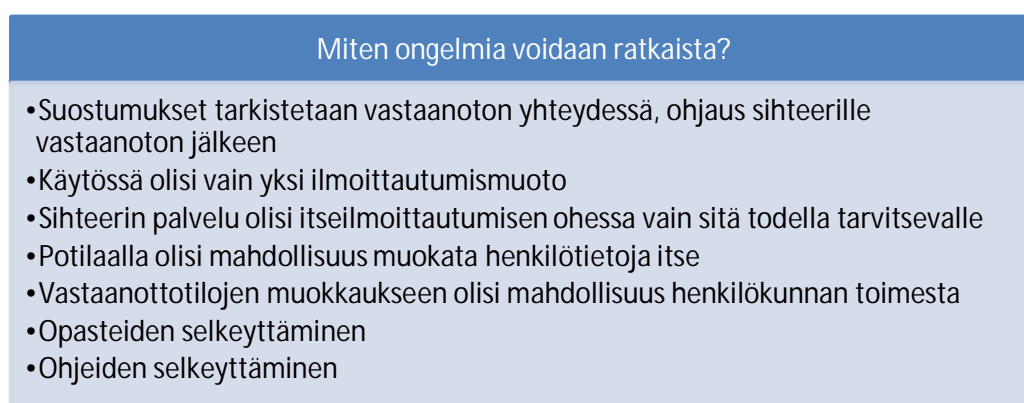 Miten ongelmia voidaan ratkaista?
•Suostumukset tarkistetaan vastaanoton yhteydessä, ohjaus sihteerille
vastaanoton jälkeen
•Käytössä olisi vain yksi ilmoittautumismuoto
•Sihteerin palvelu olisi itseilmoittautumisen ohessa vain sitä todella tarvitsevalle
•Potilaalla olisi mahdollisuus muokata henkilötietoja itse
•Vastaanottotilojen muokkaukseen olisi mahdollisuus henkilökunnan toimesta
•Opasteiden selkeyttäminen
•Ohjeiden selkeyttäminen